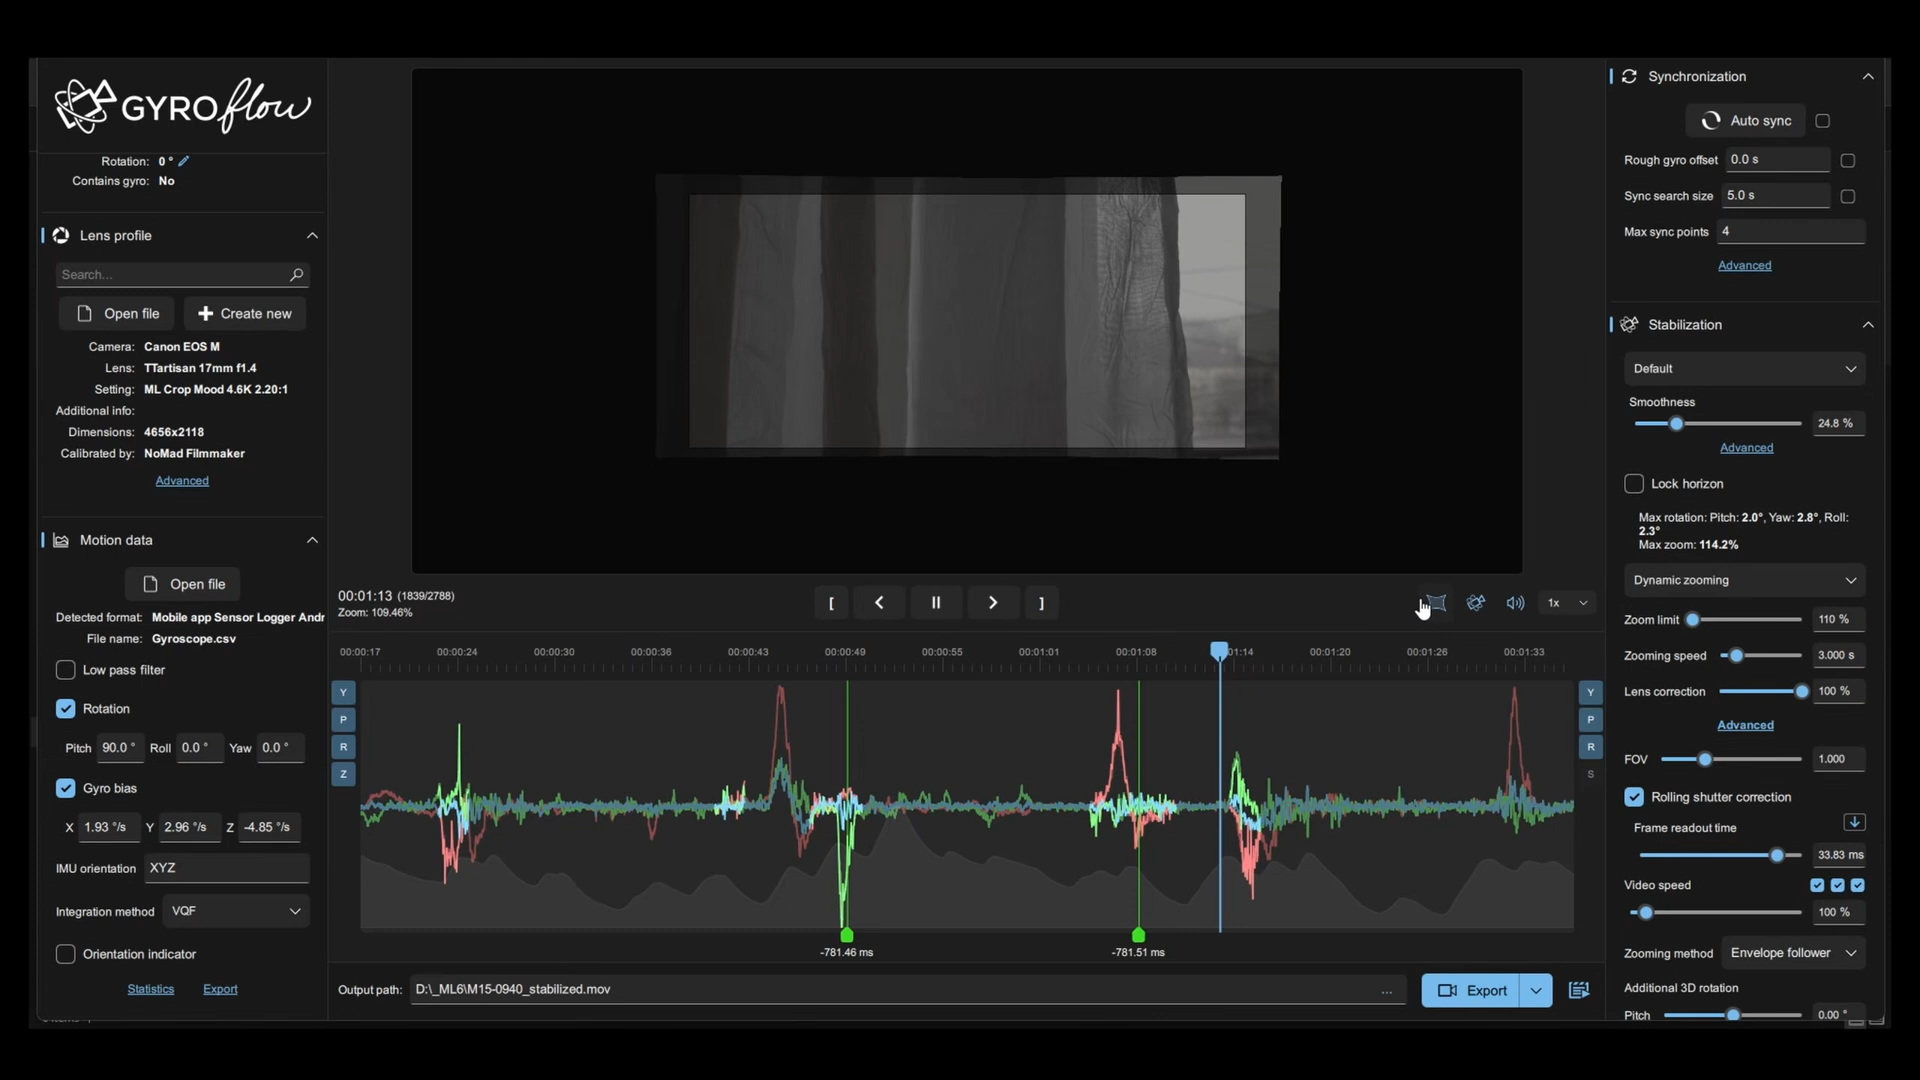 GYROflow
Rotation: 0 °
Contains gyro: No
Lens profile
Search...
Open file
Create new
Camera: Canon EOS M
Lens: TTartisan 17mm f1.4
Setting: ML Crop Mood 4.6K 2.20:1
Additional info:
Dimensions: 4656x2118
Calibrated by: NoMad Filmmaker
Advanced
Motion data
Open file
Detected format: Mobile app Sensor Logger Andr
File name: Gyroscope.csv
Low pass filter
Rotation
Pitch 90.0 ° Roll 0.0 ° Yaw 0.0 °
Gyro bias
X 1.93 °/s Y 2.96 °/s Z -4.85 °/s
IMU orientation XYZ
Integration method VQF
Orientation indicator
Statistics Export
00:01:13 (1839/2788)
Zoom: 109.46%
[ ]
1x
00:00:17 00:00:24 00:00:30 00:00:36 00:00:43 00:00:49 00:00:55 00:01:01 00:01:08 0:01:14 00:01:20 00:01:26 00:01:33
Y Y
P P
R R
Z S
-781.46 ms -781.51 ms
Output path: D:\_ML6\M15-0940_stabilized.mov ... Export
Synchronization
Auto sync
Rough gyro offset 0.0 s
Sync search size 5.0 s
Max sync points 4
Advanced
Stabilization
Default
Smoothness
24.8 %
Advanced
Lock horizon
Max rotation: Pitch: 2.0°, Yaw: 2.8°, Roll:
2.3°
Max zoom: 114.2%
Dynamic zooming
Zoom limit 110 %
Zooming speed 3.000 s
Lens correction 100 %
Advanced
FOV 1.000
Rolling shutter correction
Frame readout time
33.83 ms
Video speed
100 %
Zooming method Envelope follower
Additional 3D rotation
Pitch 0.00 °